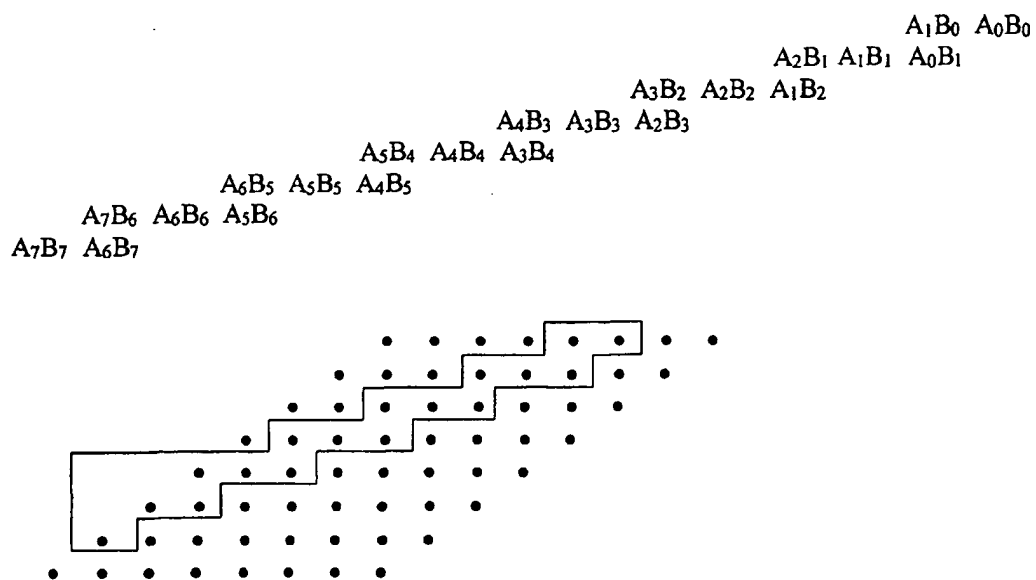 A₁B₀ A₀B₀
A₂B₁ A₁B₁ A₀B₁
A₃B₂ A₂B₂ A₁B₂
A₄B₃ A₃B₃ A₂B₃
A₅B₄ A₄B₄ A₃B₄
A₆B₅ A₅B₅ A₄B₅
A₇B₆ A₆B₆ A₅B₆
A₇B₇ A₆B₇